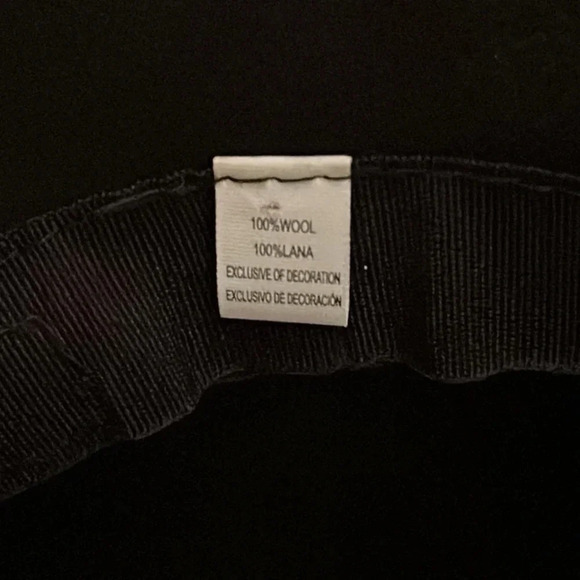 100%WOOL
100%LANA
EXCLUSIVE OF DECORATION
EXCLUSIVO DE DECORACIÓN